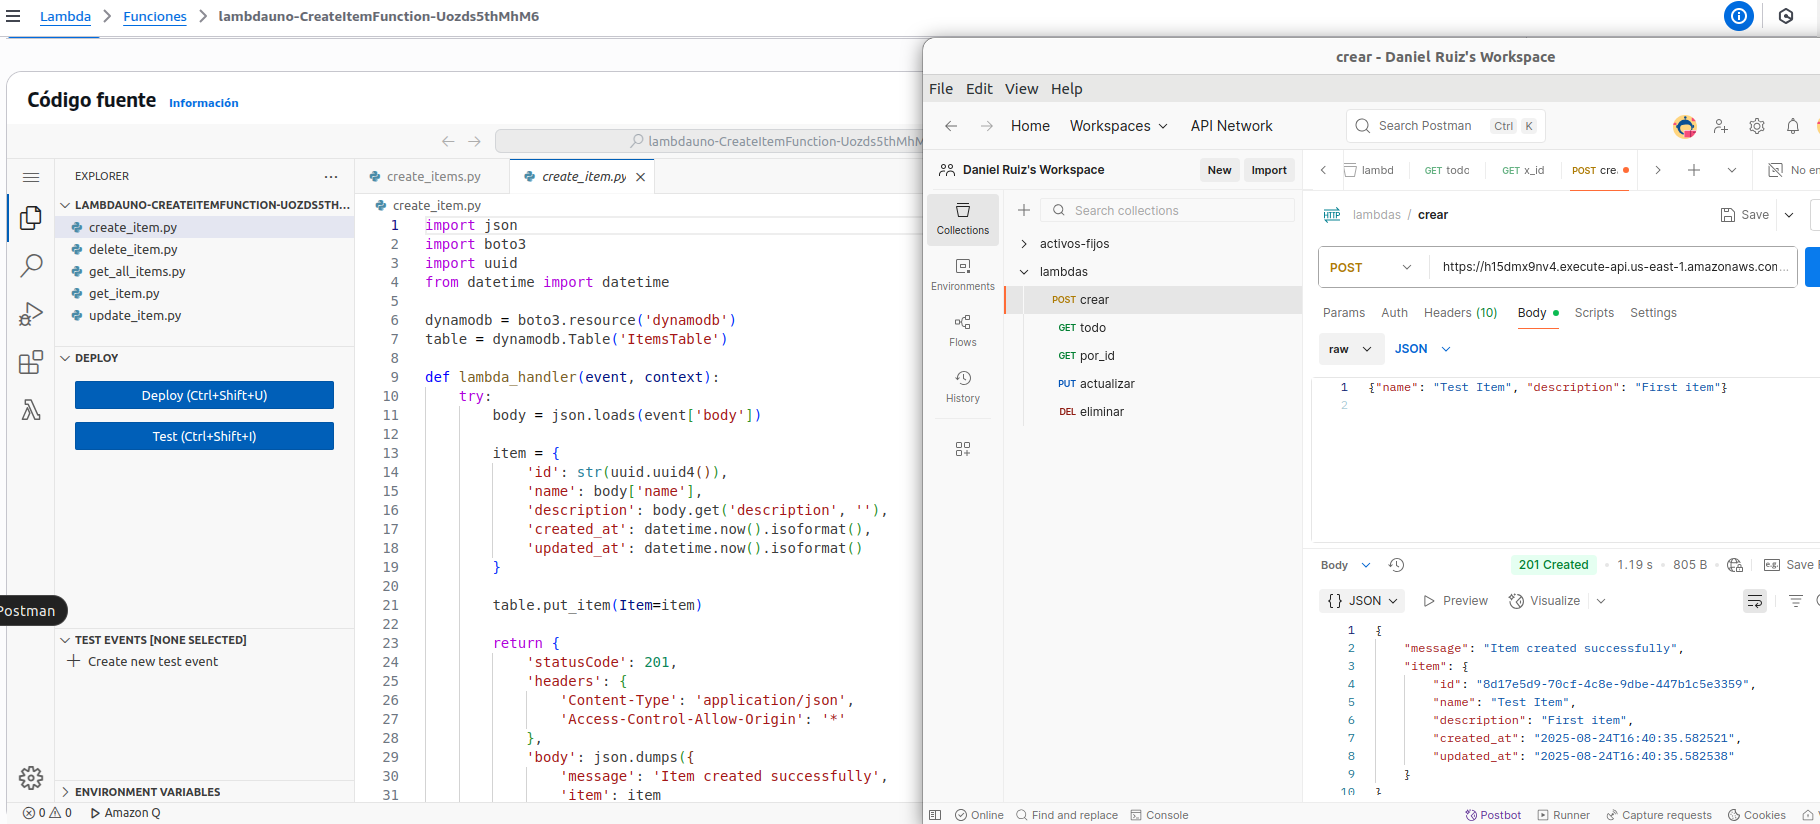 Lambda > Funciones > lambdauno-CreateItemFunction-Uozds5thMhM6
Código fuente Información
lambdauno-CreateItemFunction-Uozds5thMhM
EXPLORER
LAMBDAUNO-CREATEITEMFUNCTION-UOZDS5TH...
create_item.py
delete_item.py
get_all_items.py
get_item.py
update_item.py
DEPLOY
Deploy (Ctrl+Shift+U)
Test (Ctrl+Shift+I)
Postman
TEST EVENTS [NONE SELECTED]
Create new test event
ENVIRONMENT VARIABLES
0 0 Amazon Q
create_items.py create_item.py
create_item.py
1 import json
2 import boto3
3 import uuid
4 from datetime import datetime
5
6 dynamodb = boto3.resource('dynamodb')
7 table = dynamodb.Table('ItemsTable')
8
9 def lambda_handler(event, context):
10 try:
11 body = json.loads(event['body'])
12
13 item = {
14 'id': str(uuid.uuid4()),
15 'name': body['name'],
16 'description': body.get('description', ''),
17 'created_at': datetime.now().isoformat(),
18 'updated_at': datetime.now().isoformat()
19 }
20
21 table.put_item(Item=item)
22
23 return {
24 'statusCode': 201,
25 'headers': {
26 'Content-Type': 'application/json',
27 'Access-Control-Allow-Origin': '*'
28 },
29 'body': json.dumps({
30 'message': 'Item created successfully',
31 'item': item
crear - Daniel Ruiz's Workspace
File Edit View Help
Home Workspaces API Network Search Postman Ctrl K
Daniel Ruiz's Workspace New Import
Collections
Environments
Flows
History
Search collections
activos-fijos
lambdas
POST crear
GET todo
GET por_id
PUT actualizar
DEL eliminar
lambd GET todo GET x_id POST cre No en
HTTP lambdas / crear Save
POST https://h15dmx9nv4.execute-api.us-east-1.amazonaws.con...
Params Auth Headers (10) Body Scripts Settings
raw JSON
1 {"name": "Test Item", "description": "First item"}
2
Body 201 Created 1.19 s 805 B e.g. Save
{} JSON Preview Visualize
1 {
2 "message": "Item created successfully",
3 "item": {
4 "id": "8d17e5d9-70cf-4c8e-9dbe-447b1c5e3359",
5 "name": "Test Item",
6 "description": "First item",
7 "created_at": "2025-08-24T16:40:35.582521",
8 "updated_at": "2025-08-24T16:40:35.582538"
9 }
10 }
Online Find and replace Console Postbot Runner Capture requests Cookies